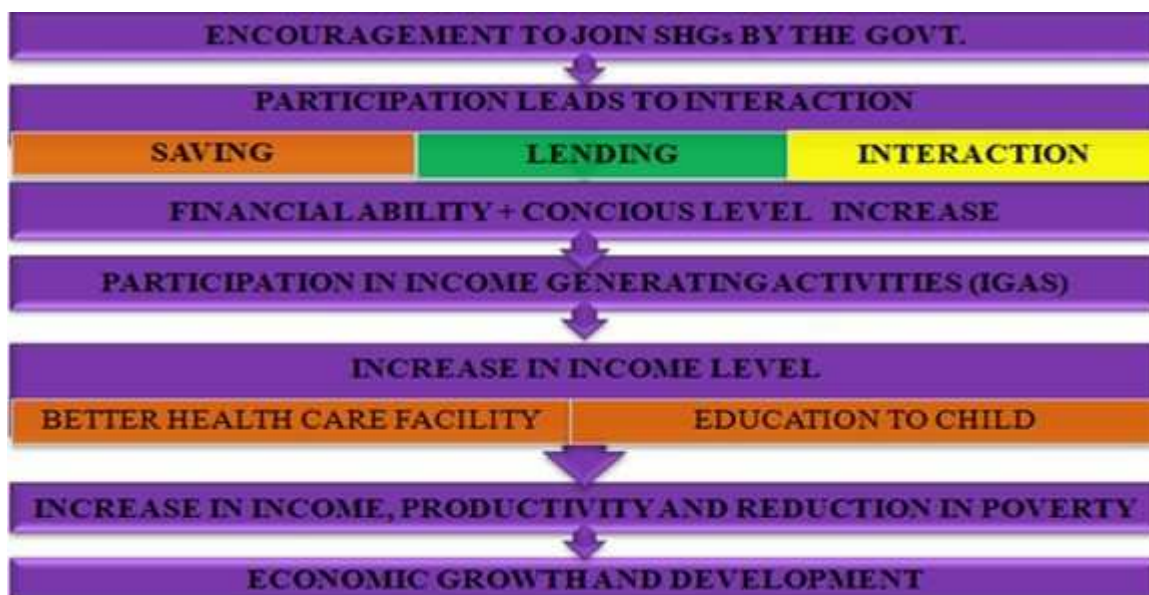 ENCOURAGEMENT TO JOIN SHGs BY THE GOVT.
PARTICIPATION LEADS TO INTERACTION
SAVING LENDING INTERACTION
FINANCIAL ABILITY + CONCIOUS LEVEL INCREASE
PARTICIPATION IN INCOME GENERATING ACTIVITIES (IGAS)
INCREASE IN INCOME LEVEL
BETTER HEALTH CARE FACILITY EDUCATION TO CHILD
INCREASE IN INCOME, PRODUCTIVITY AND REDUCTION IN POVERTY
ECONOMIC GROWTH AND DEVELOPMENT